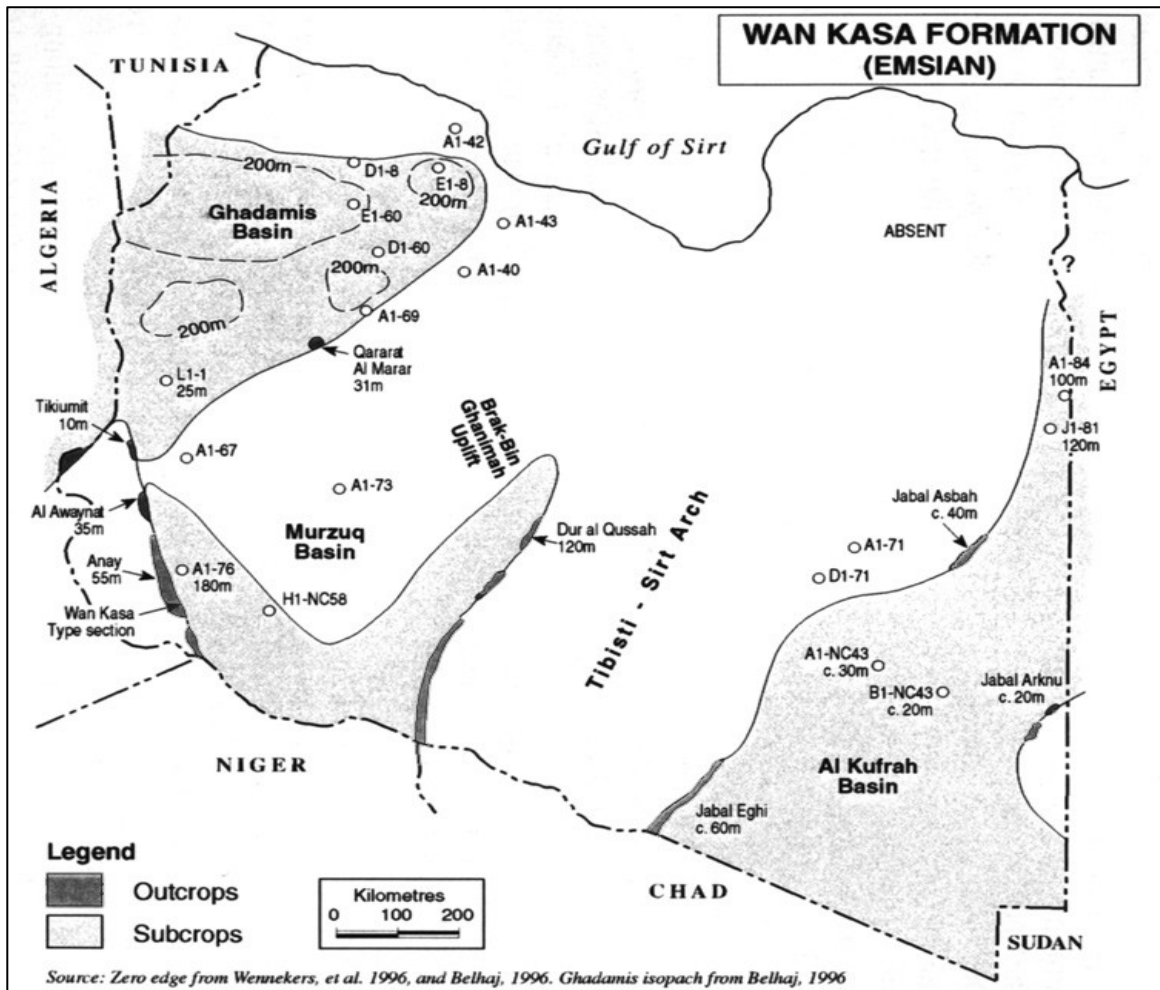 WAN KASA FORMATION
(EMSIAN)
TUNISIA
Gulf of Sirt
ALGERIA
A1-42
200m
D1-8
E1-8
200m
Ghadamis
Basin
E1-60
A1-43
ABSENT
D1-60
A1-40
?
200m
200m
A1-69
EGYPT
Qararat
Al Marar
31m
L1-1
25m
A1-84
100m
Tikiumit
10m
J1-81
120m
Brak-Bin
Ghanimah
Uplift
A1-67
A1-73
Al Awaynat
35m
Murzuq
Basin
Dur al Qussah
120m
Jabal Asbah
c. 40m
Tibisti - Sirt Arch
A1-71
D1-71
Anay
55m
A1-76
180m
H1-NC58
Wan Kasa
Type section
A1-NC43
c. 30m
B1-NC43
c. 20m
Jabal Arknu
c. 20m
NIGER
Al Kufrah
Basin
Jabal Eghi
c. 60m
CHAD
SUDAN
Legend
Outcrops
Subcrops
Kilometres
0 100 200
Source: Zero edge from Wennekers, et al. 1996, and Belhaj, 1996. Ghadamis isopach from Belhaj, 1996